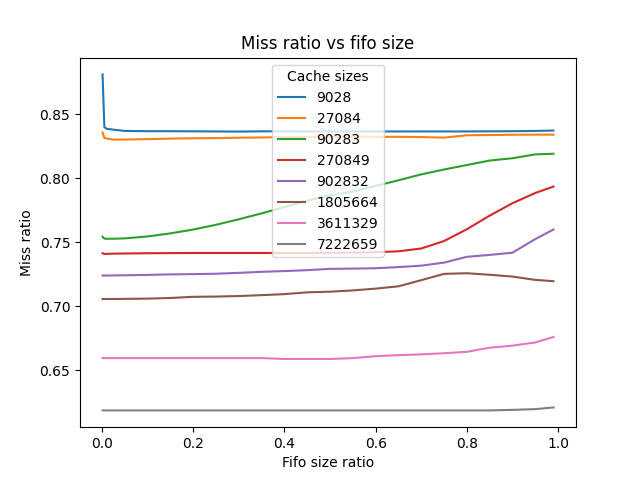 Miss ratio vs fifo size
Cache sizes
9028
27084
90283
270849
902832
1805664
3611329
7222659
0.85
0.80
0.75
0.70
0.65
Miss ratio
0.0 0.2 0.4 0.6 0.8 1.0
Fifo size ratio